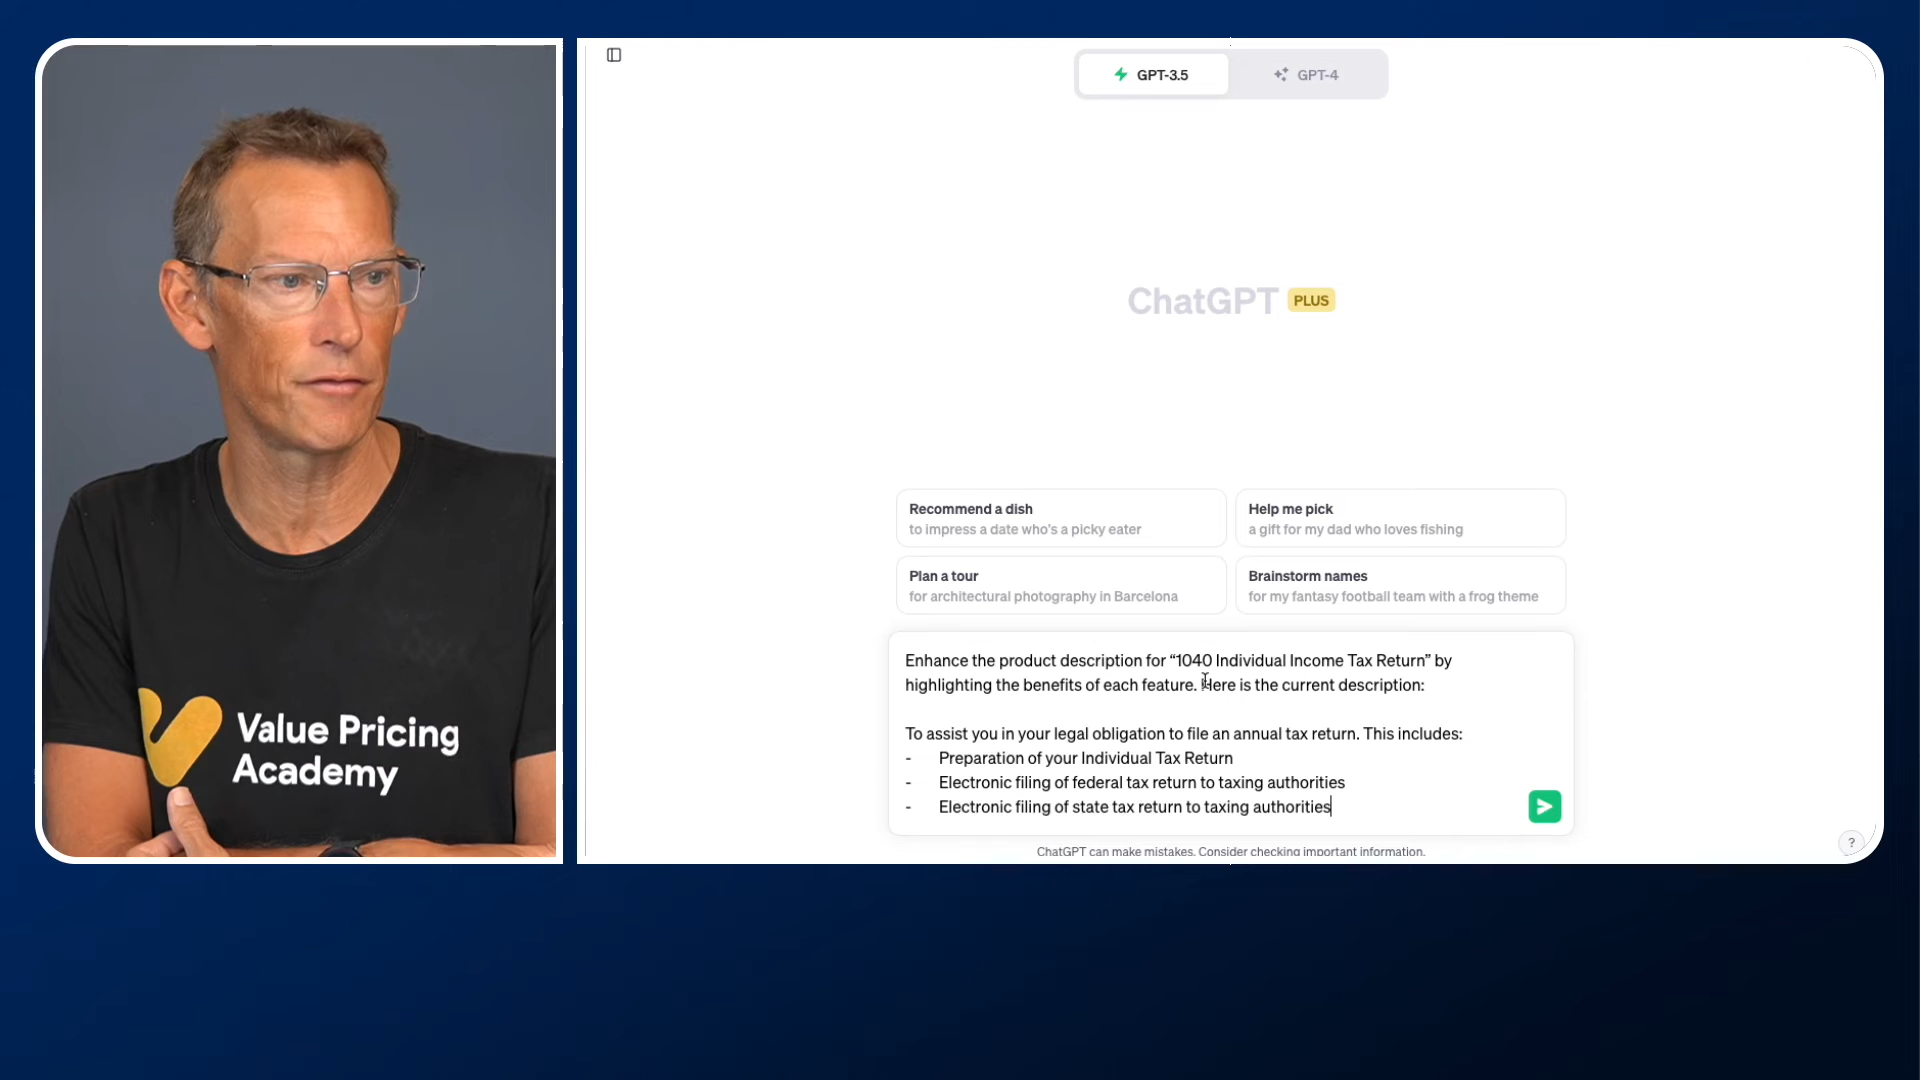 Value Pricing
Academy
GPT-3.5
GPT-4
ChatGPT PLUS
Recommend a dish
to impress a date who's a picky eater
Help me pick
a gift for my dad who loves fishing
Plan a tour
for architectural photography in Barcelona
Brainstorm names
for my fantasy football team with a frog theme
Enhance the product description for “1040 Individual Income Tax Return” by
highlighting the benefits of each feature. Here is the current description:
To assist you in your legal obligation to file an annual tax return. This includes:
- Preparation of your Individual Tax Return
- Electronic filing of federal tax return to taxing authorities
- Electronic filing of state tax return to taxing authorities
ChatGPT can make mistakes. Consider checking important information.
?